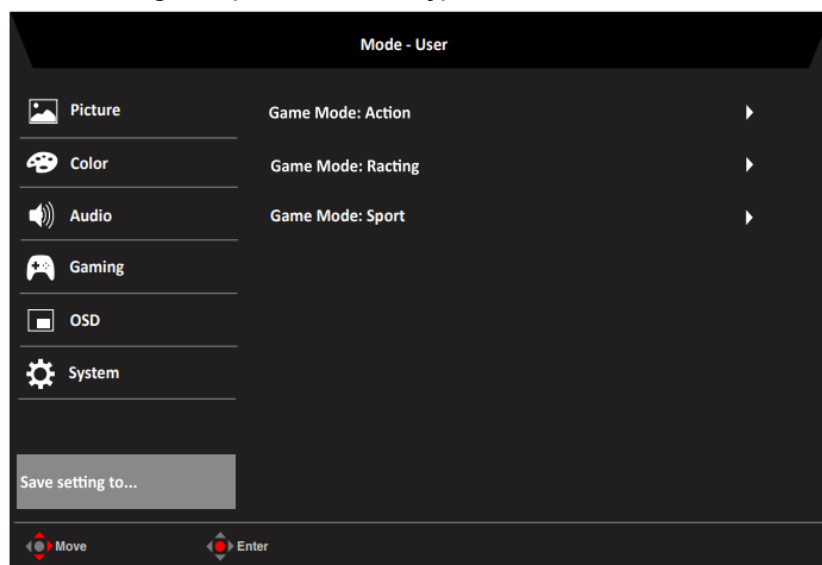 Mode - User
Picture
Game Mode: Action
Color
Game Mode: Racting
Audio
Game Mode: Sport
Gaming
OSD
System
Save setting to...
Move
Enter